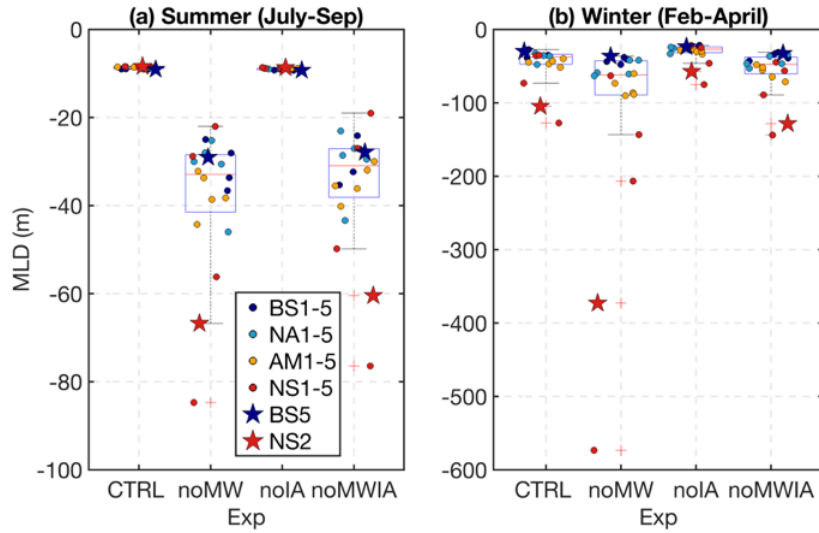 (a) Summer (July-Sep)
(b) Winter (Feb-April)
MLD (m)
0
-20
-40
-60
-80
-100
0
-100
-200
-300
-400
-500
-600
BS1-5
NA1-5
AM1-5
NS1-5
BS5
NS2
CTRL noMW noIA noMWIA
Exp
CTRL noMW noIA noMWIA
Exp